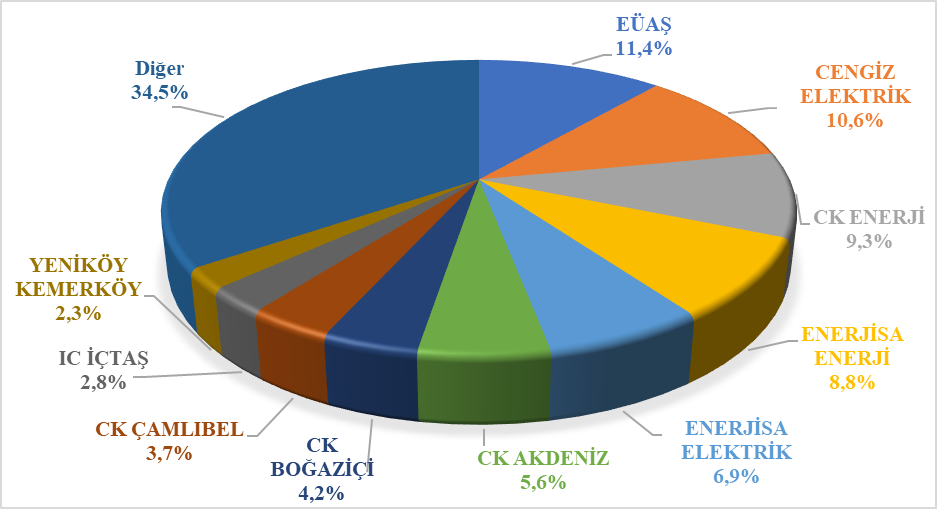 EÜAŞ
11,4%
CENGİZ
ELEKTRİK
10,6%
CK ENERJİ
9,3%
ENERJİSA
ENERJİ
8,8%
ENERJİSA
ELEKTRİK
6,9%
CK AKDENİZ
5,6%
CK
BOĞAZİÇİ
4,2%
CK ÇAMLIBEL
3,7%
IC İÇTAŞ
2,8%
YENİKÖY
KEMERKÖY
2,3%
Diğer
34,5%